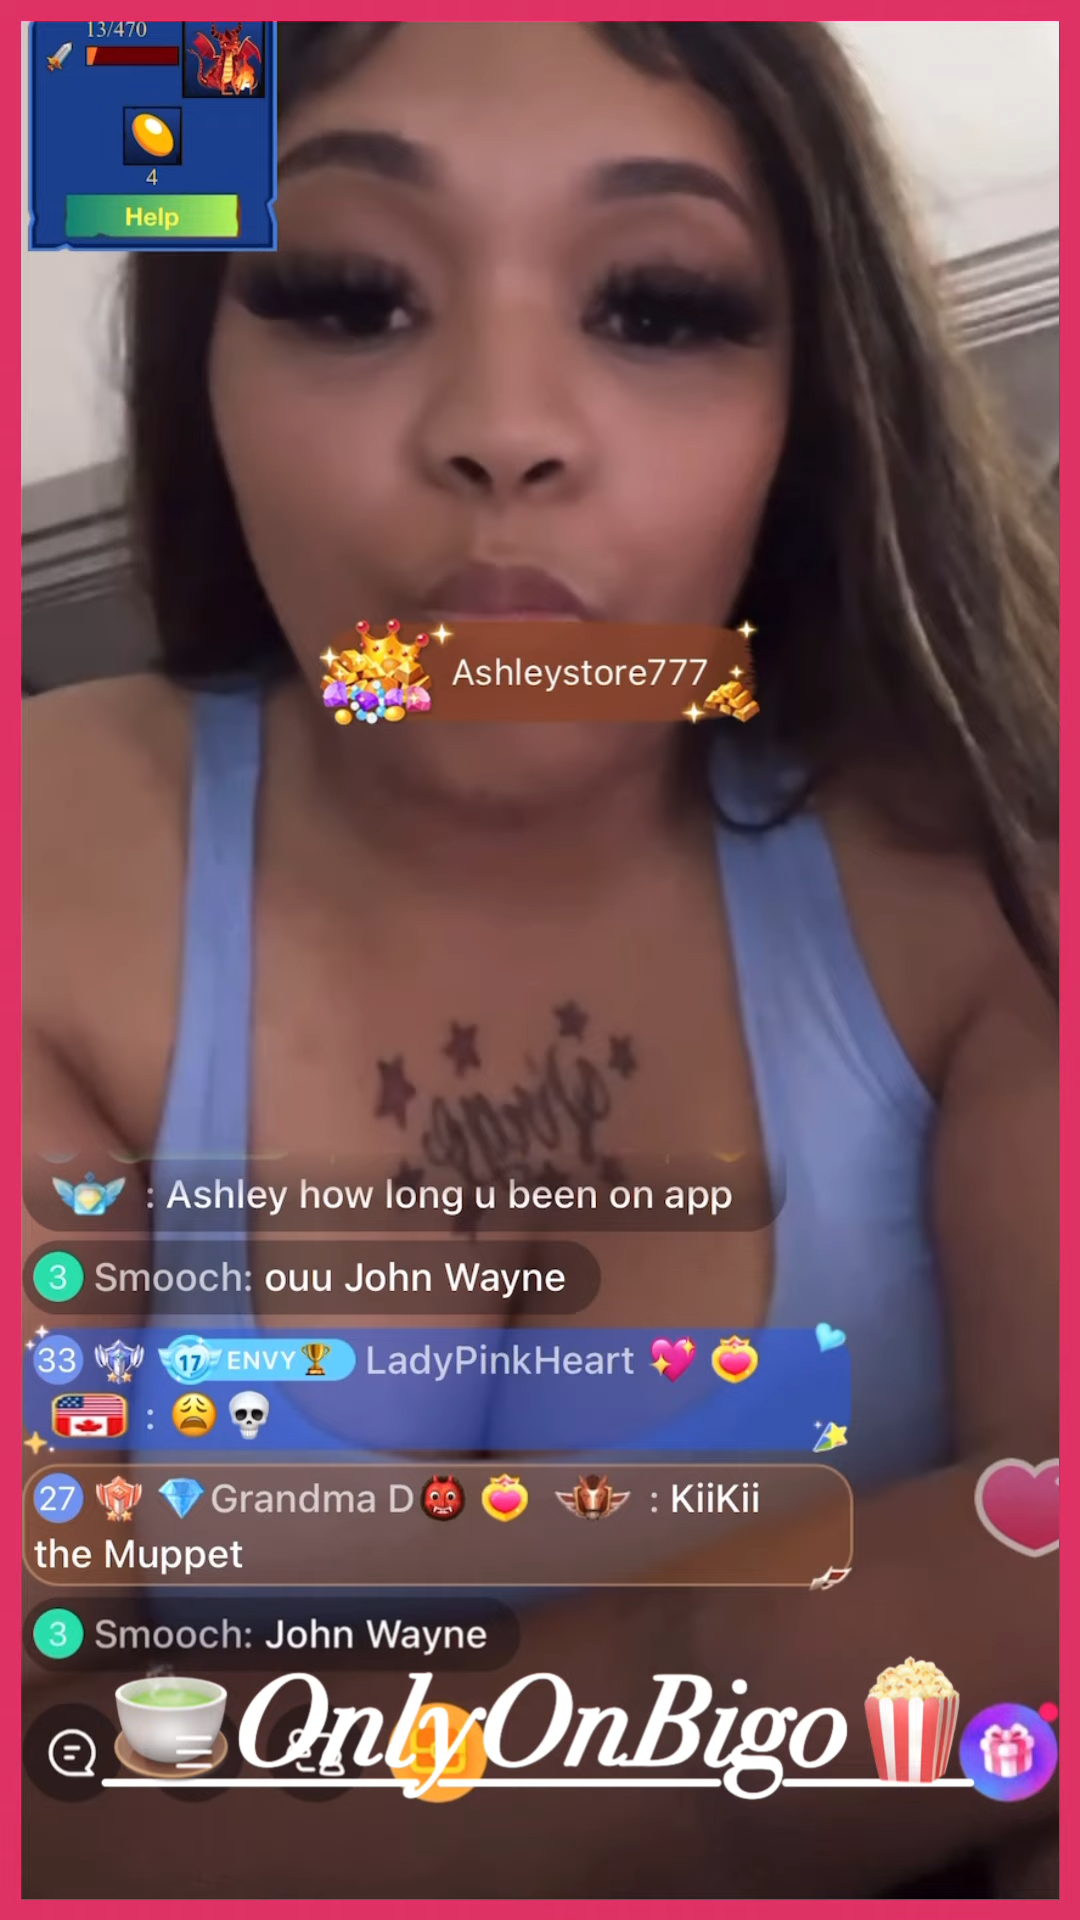 13/470
4
Help
Ashleystore777
: Ashley how long u been on app
3 Smooch: ouu John Wayne
33 17 ENVY🏆 LadyPinkHeart 💖
: 😩💀
27 💎Grandma D👹 : KiiKii
the Muppet
3 Smooch: John Wayne
🍵OnlyOnBigo🍿